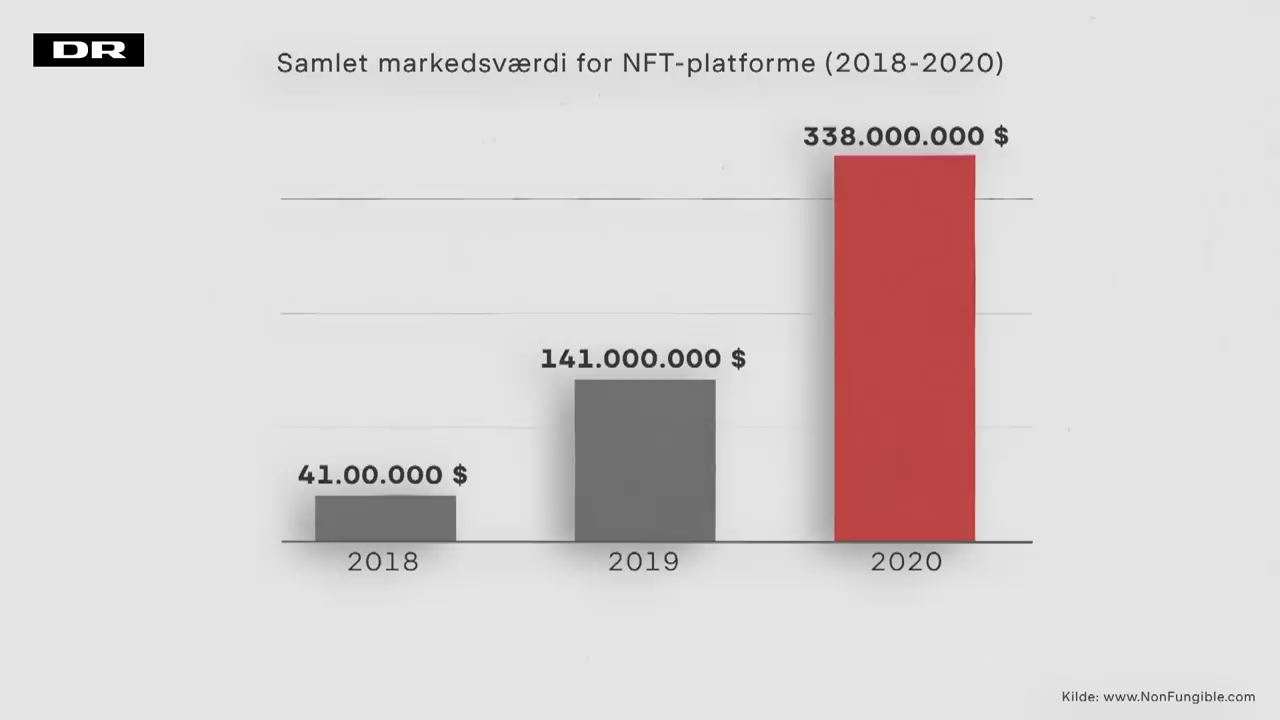 DR
Samlet markedsværdi for NFT-platforme (2018-2020)
338.000.000 $
141.000.000 $
41.00.000 $
2018 2019 2020
Kilde: www.NonFungible.com